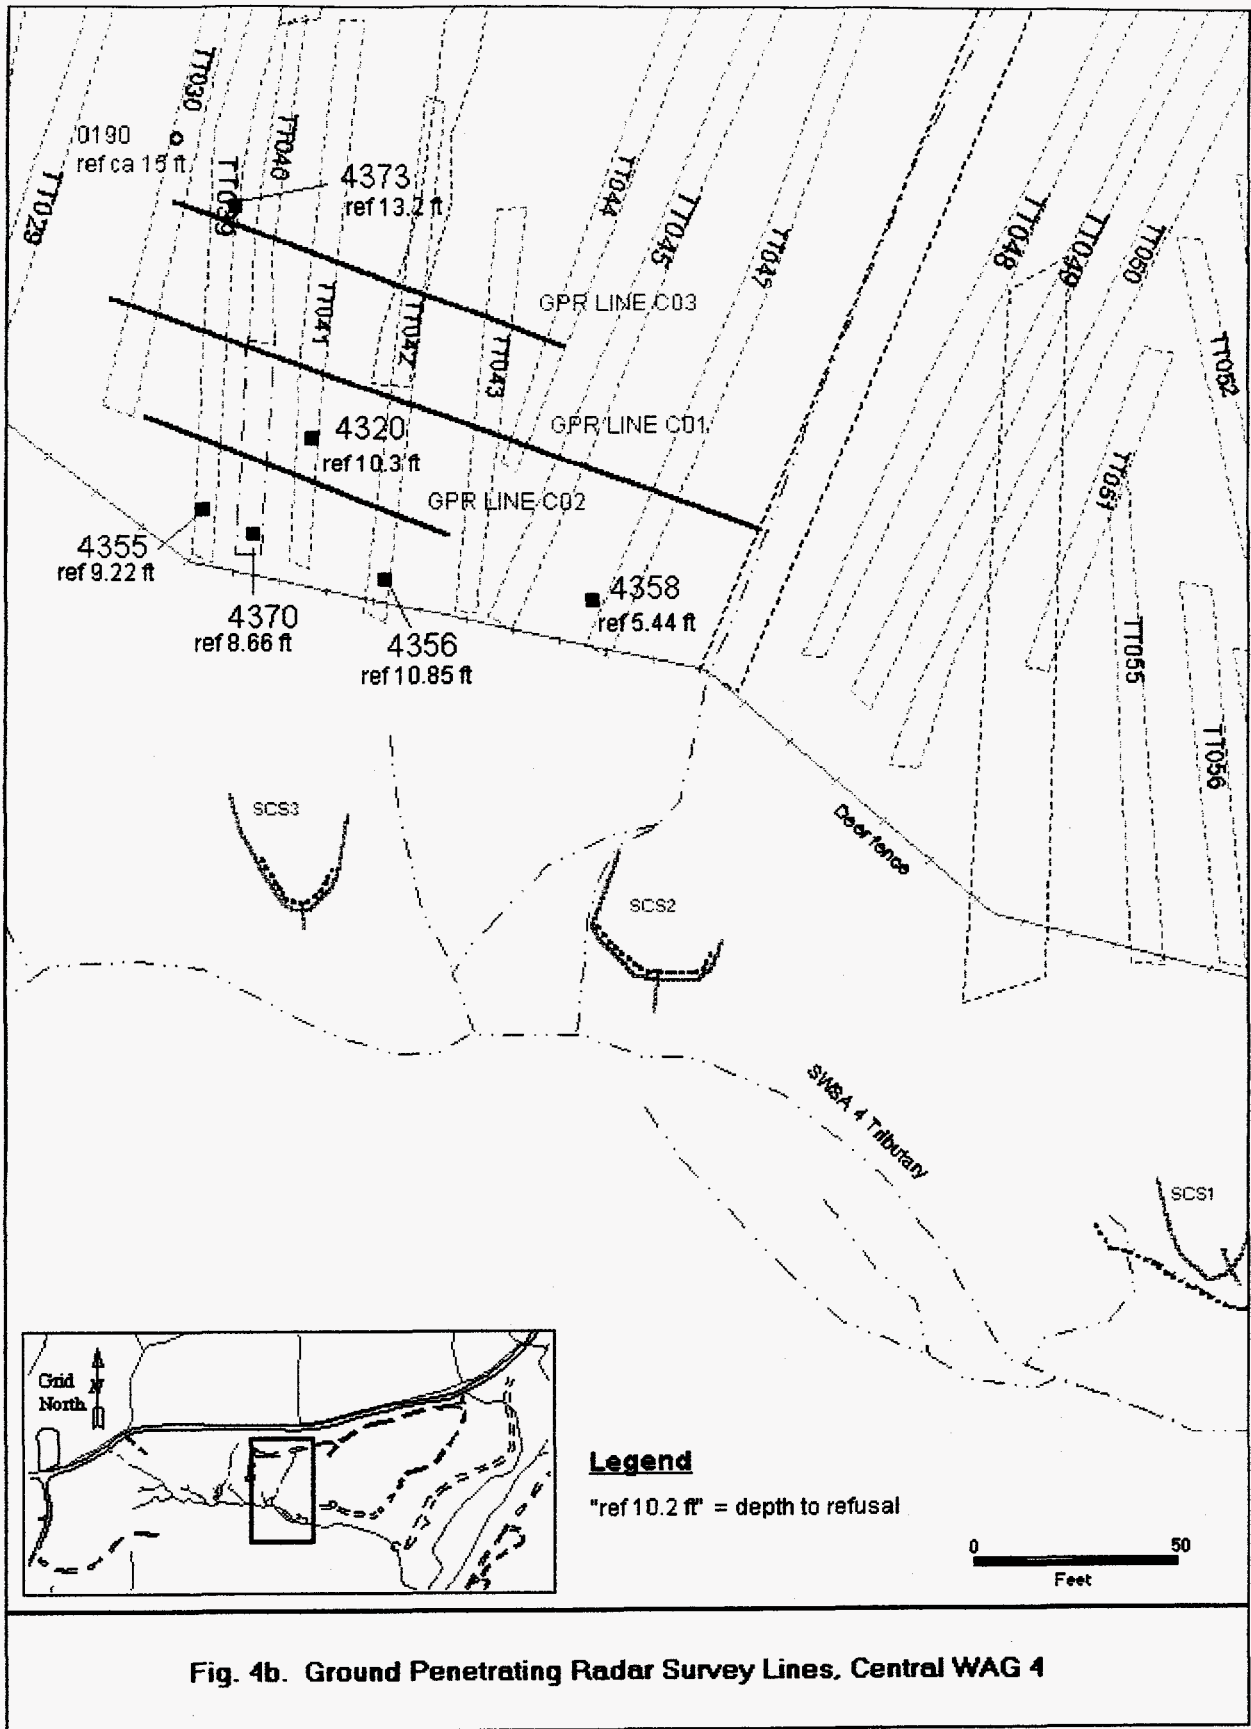 TT030
'0190
ref ca 15 ft
TT040
TT029
TT039
4373
ref 13.2 ft
TT044
TT045
TT047
TT048
TT049
TT050
GPR LINE C03
TT041
TT042
TT043
TT052
4320
ref 10.3 ft
GPR LINE C01
GPR LINE C02
TT051
4355
ref 9.22 ft
4370
ref 8.66 ft
4356
ref 10.85 ft
4358
ref 5.44 ft
TT055
TT056
SCS3
Deer fence
SCS2
SWSA 4 Tributary
SCS1
Grid
North
N
Legend
"ref 10.2 ft" = depth to refusal
0 50
Feet
Fig. 4b. Ground Penetrating Radar Survey Lines, Central WAG 4